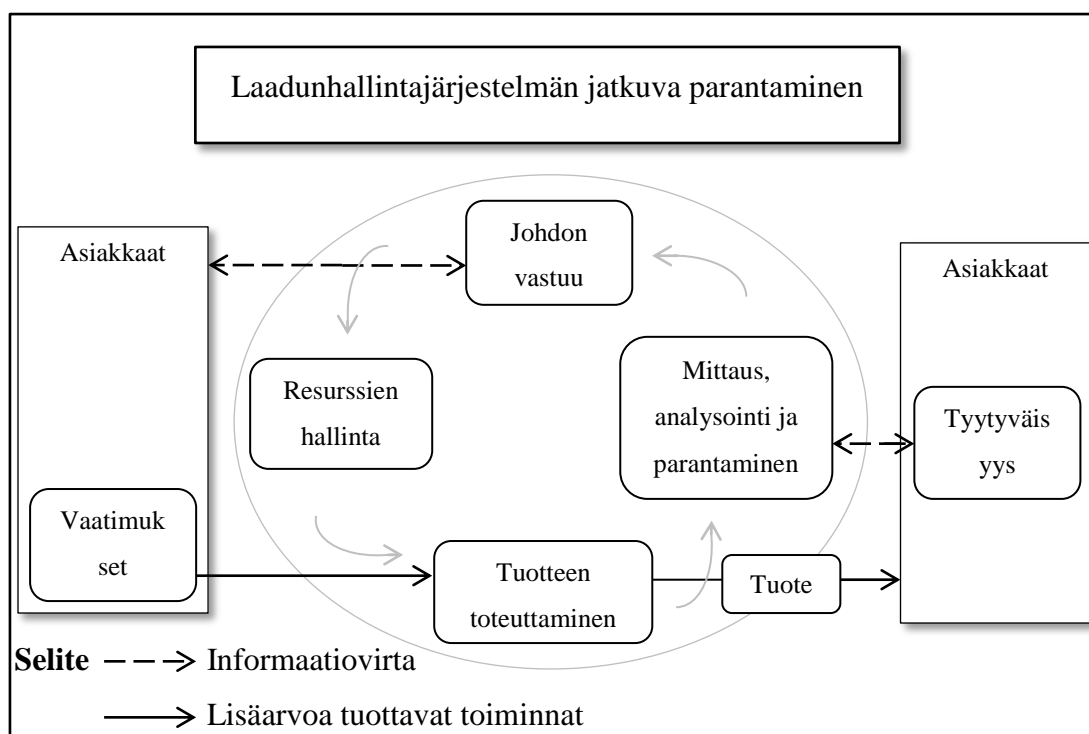 Laadunhallintajärjestelmän jatkuva parantaminen
Asiakkaat
Johdon
vastuu
Asiakkaat
Resurssien
hallinta
Mittaus,
analysointi ja
parantaminen
Tyytyväis
yys
Vaatimuk
set
Tuotteen
toteuttaminen
Tuote
Selite Informaatiovirta
Lisäarvoa tuottavat toiminnat